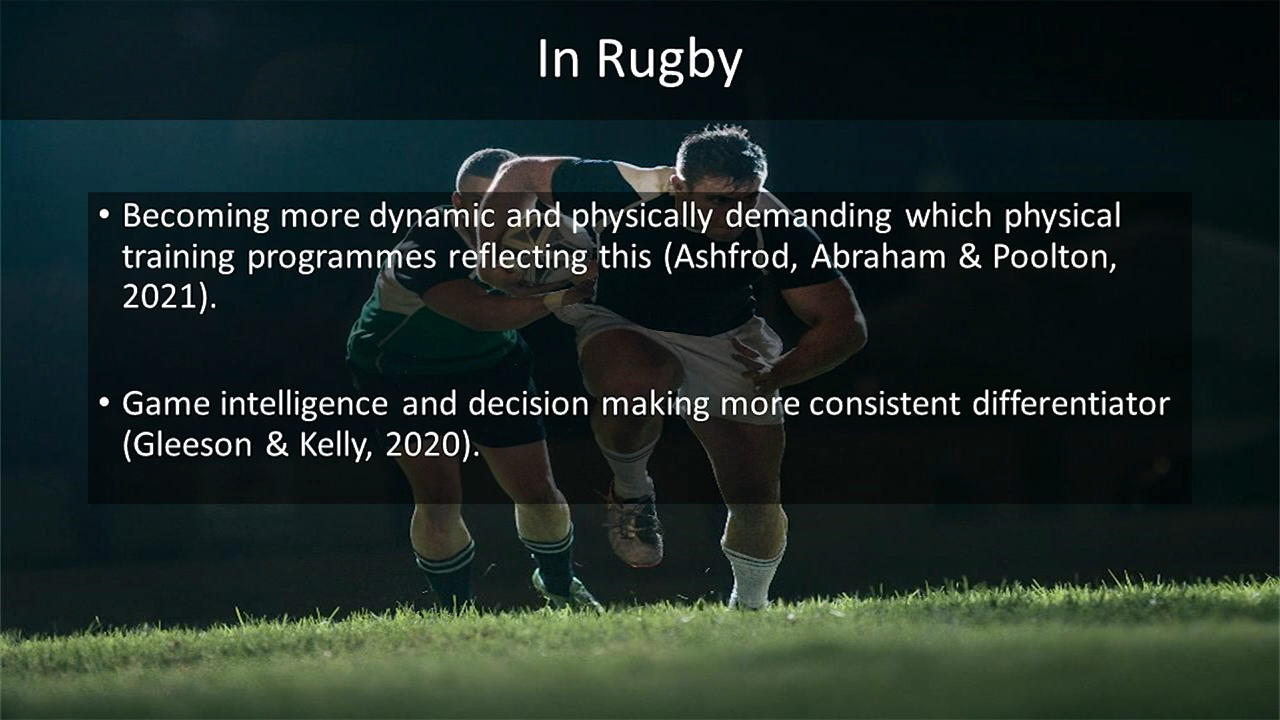 In Rugby
• Becoming more dynamic and physically demanding which physical
training programmes reflecting this (Ashfrod, Abraham & Poolton,
2021).
• Game intelligence and decision making more consistent differentiator
(Gleeson & Kelly, 2020).